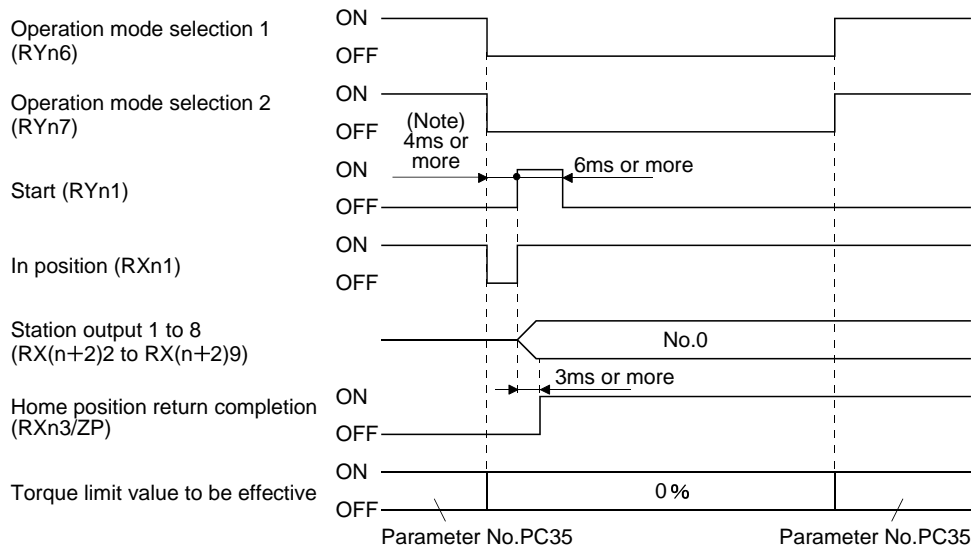 Operation mode selection 1
(RYn6)
ON
OFF
Operation mode selection 2
(RYn7)
ON
OFF
(Note)
4ms or
more
Start (RYn1)
ON
OFF
6ms or more
In position (RXn1)
ON
OFF
Station output 1 to 8
(RX(n+2)2 to RX(n+2)9)
No.0
3ms or more
Home position return completion
(RXn3/ZP)
ON
OFF
Torque limit value to be effective
ON
OFF
0%
Parameter No.PC35
Parameter No.PC35